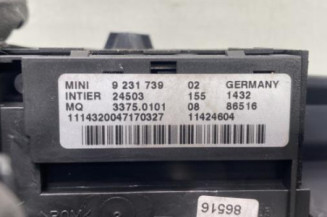 MINI 9 231 739 02 GERMANY
INTIER 24503 155 1432
MQ 3375.0101 08 86516
1114320047170327 11424604
86516